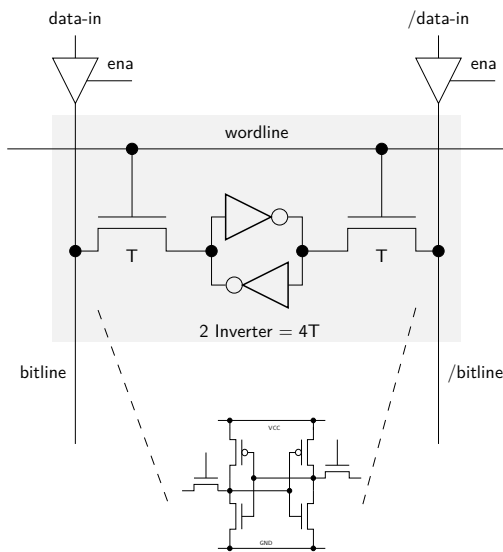 data-in
/data-in
ena
ena
wordline
T
T
2 Inverter = 4T
bitline
/bitline
VCC
GND